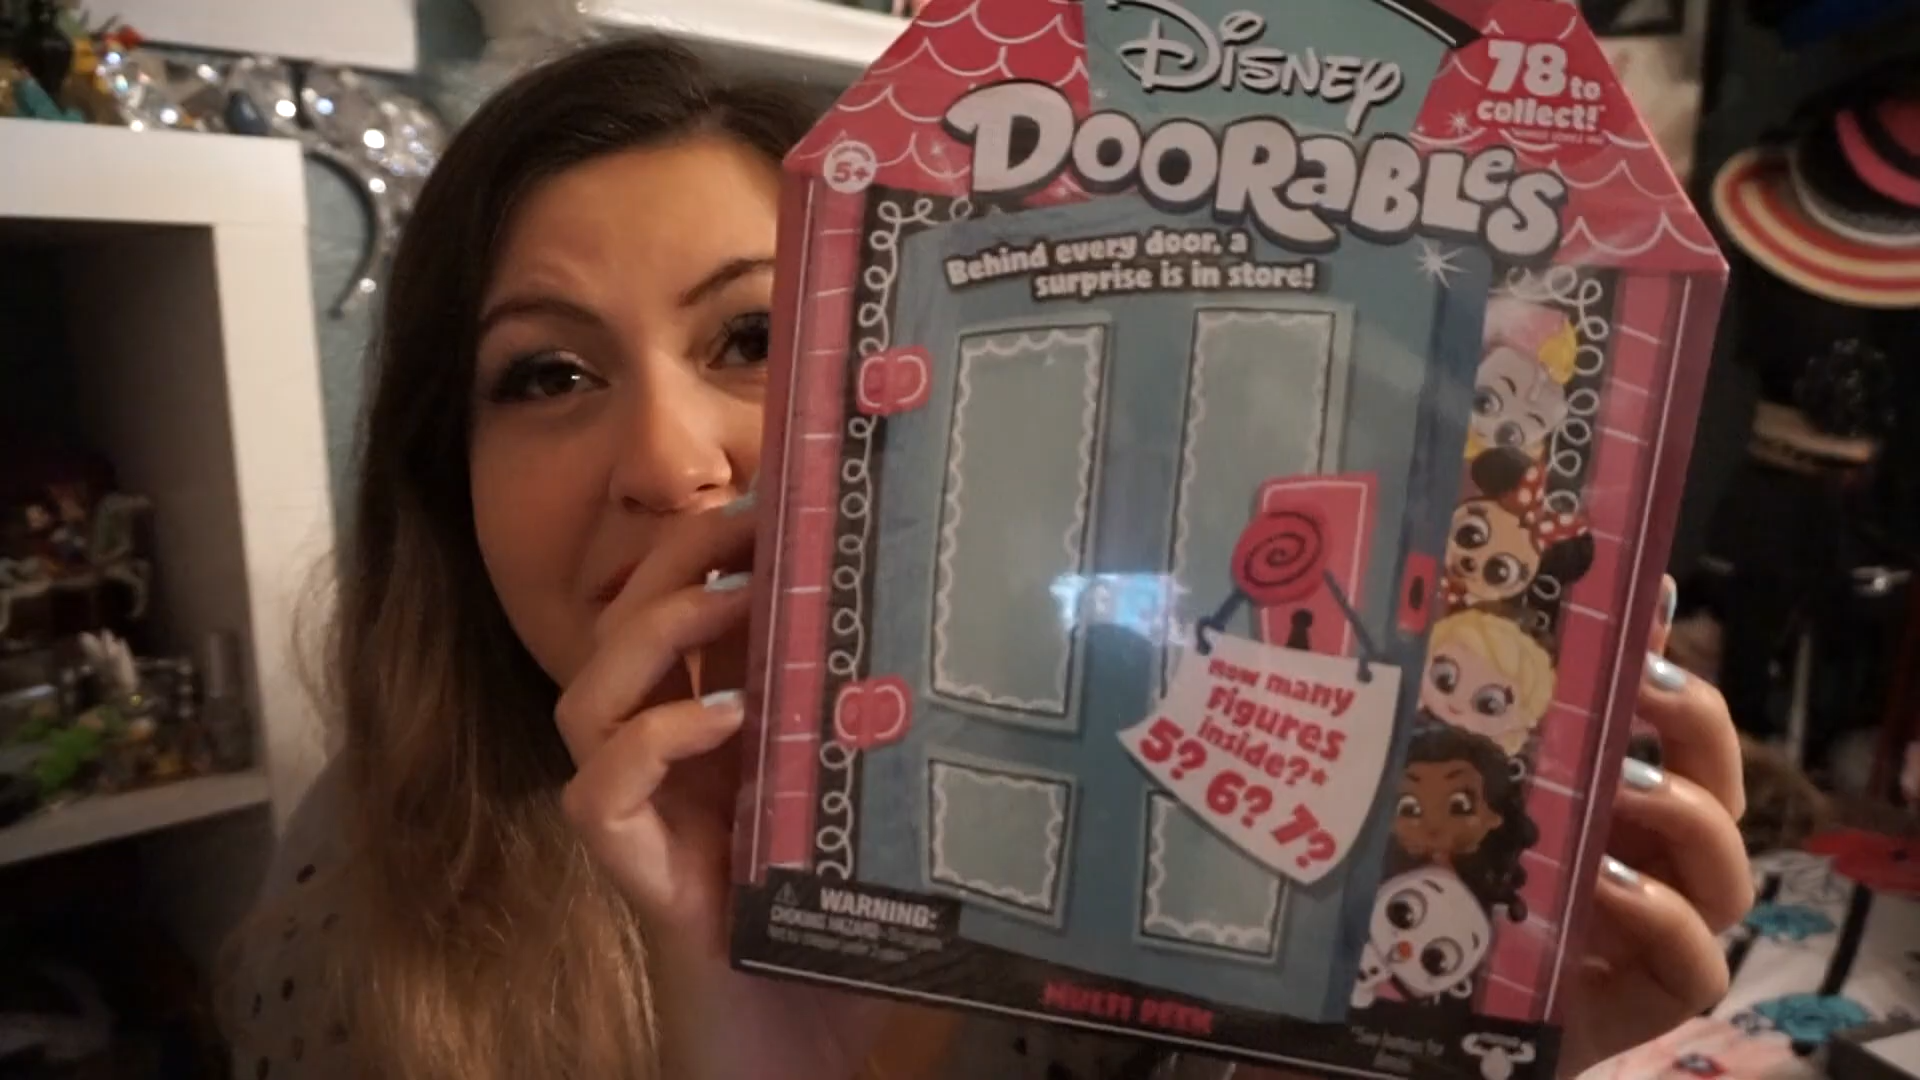 Disney
Doorables
78 to
collect!
5+
Behind every door, a
surprise is in store!
How many
Figures
inside?*
5? 6? 7?
WARNING:
CHOKING HAZARD-
MULTI PEEK